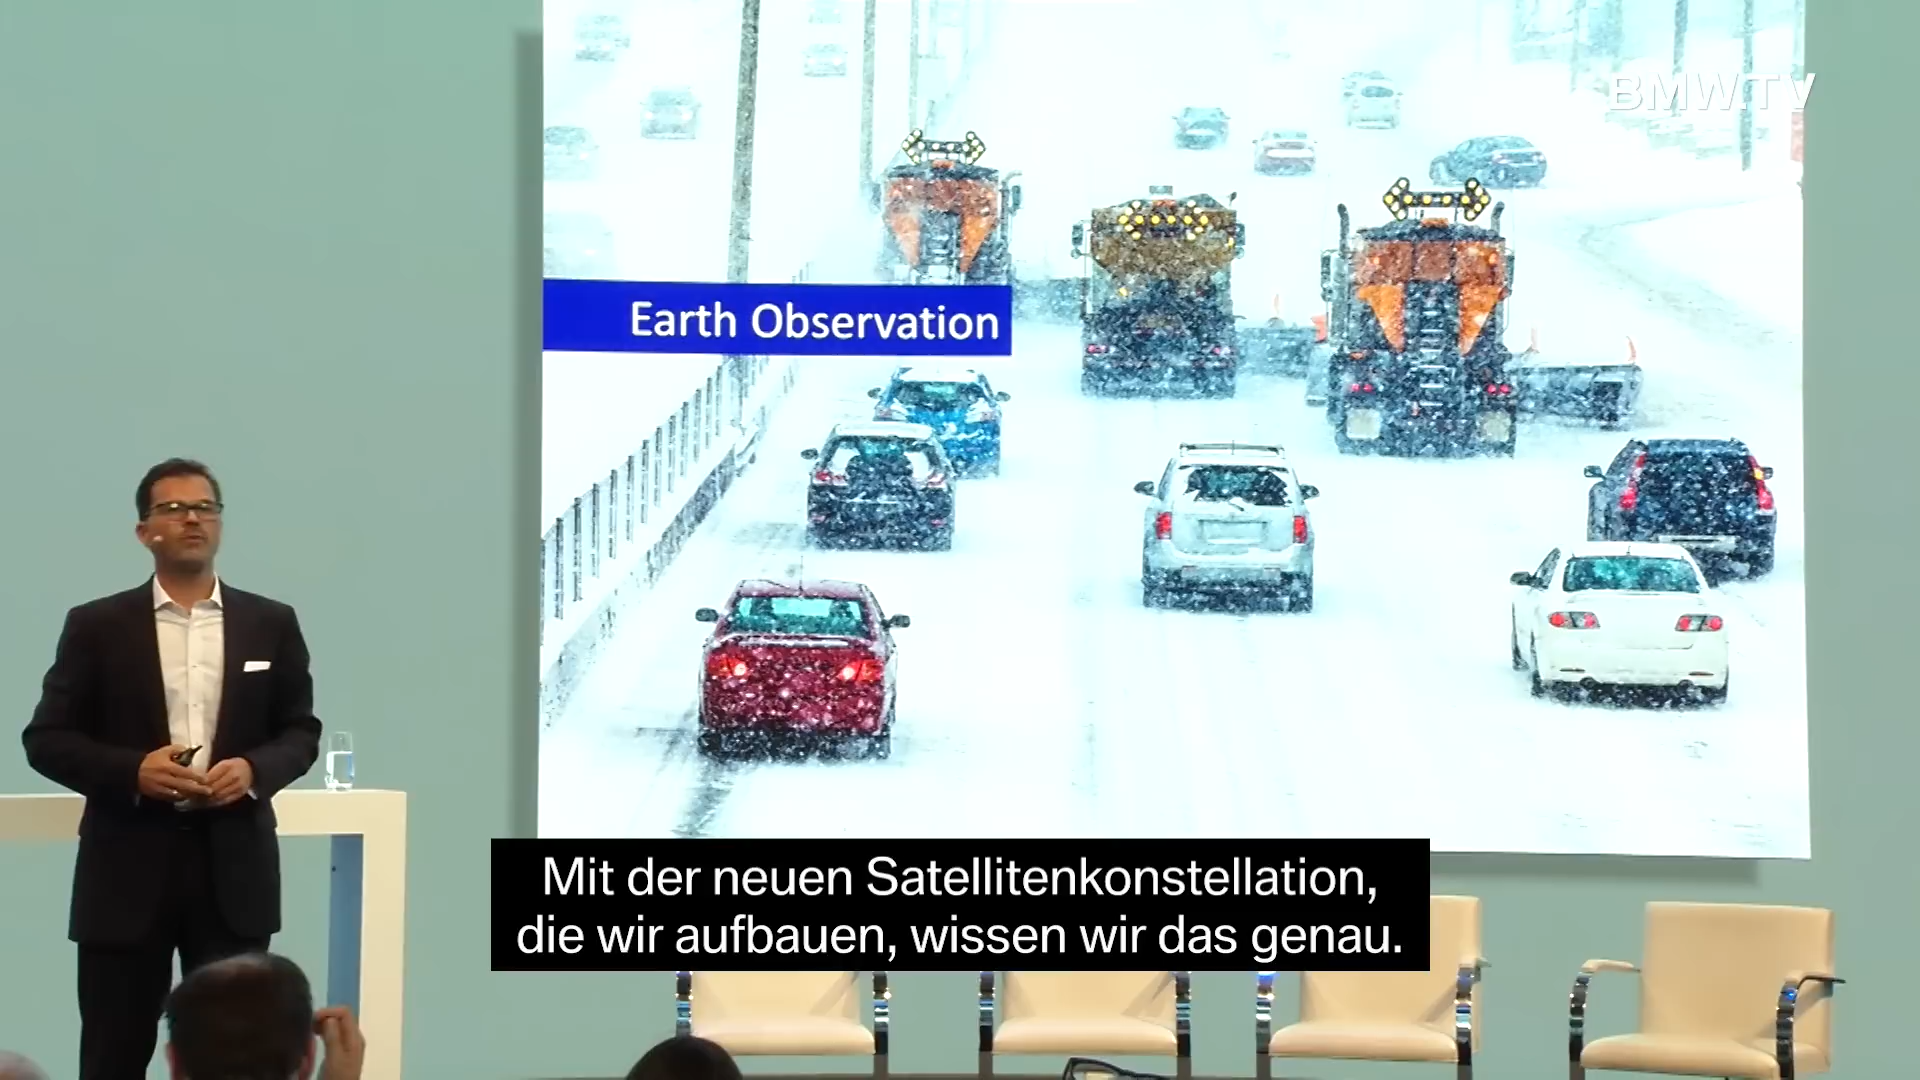 BMW.TV
Earth Observation
Mit der neuen Satellitenkonstellation,
die wir aufbauen, wissen wir das genau.